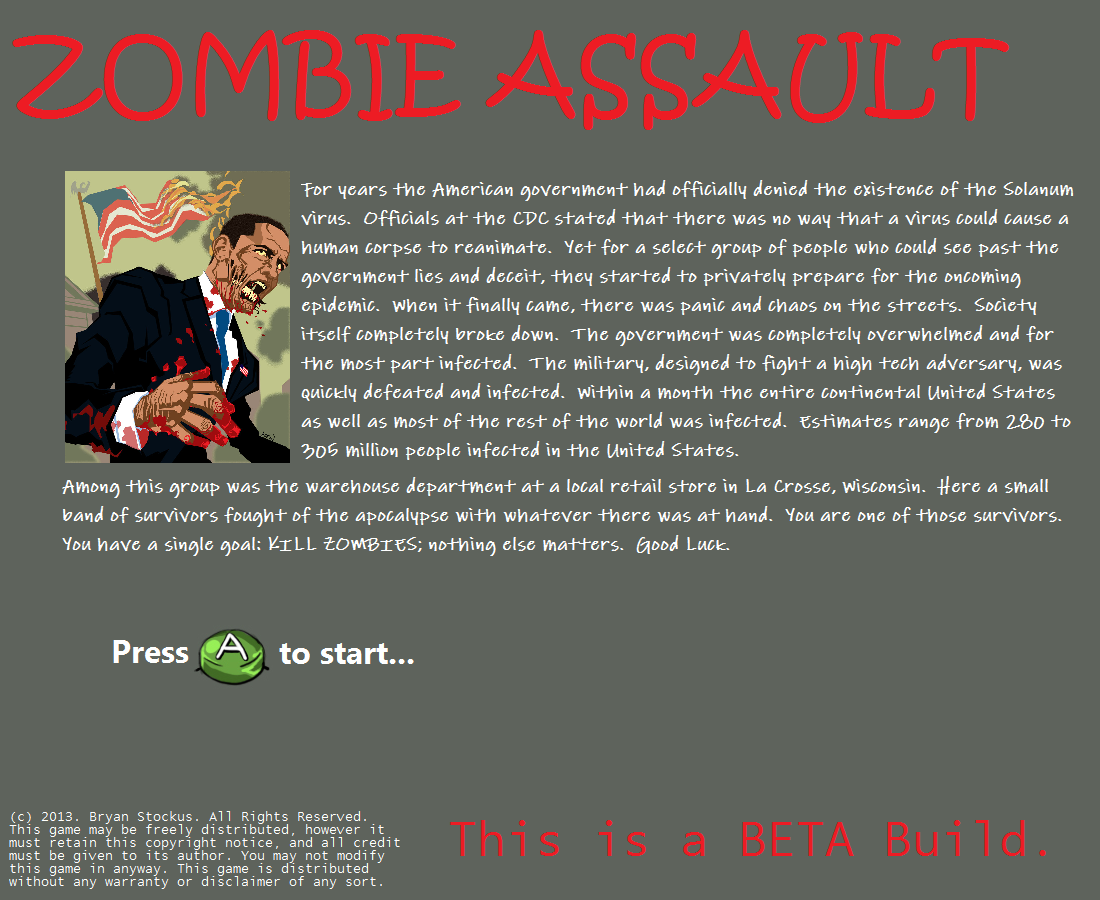 ZOMBIE ASSAULT
For years the American government had officially denied the existence of the Solanum
virus. Officials at the CDC stated that there was no way that a virus could cause a
human corpse to reanimate. Yet for a select group of people who could see past the
government lies and deceit, they started to privately prepare for the oncoming
epidemic. When it finally came, there was panic and chaos on the streets. Society
itself completely broke down. The government was completely overwhelmed and for
the most part infected. The military, designed to fight a high tech adversary, was
quickly defeated and infected. Within a month the entire continental United States
as well as most of the rest of the world was infected. Estimates range from 280 to
305 million people infected in the United States.
Among this group was the warehouse department at a local retail store in La Crosse, Wisconsin. Here a small
band of survivors fought of the apocalypse with whatever there was at hand. You are one of those survivors.
You have a single goal: KILL ZOMBIES; nothing else matters. Good Luck.
Press A to start...
(c) 2013. Bryan Stockus. All Rights Reserved.
This game may be freely distributed, however it
must retain this copyright notice, and all credit
must be given to its author. You may not modify
this game in anyway. This game is distributed
without any warranty or disclaimer of any sort.
This is a BETA Build.